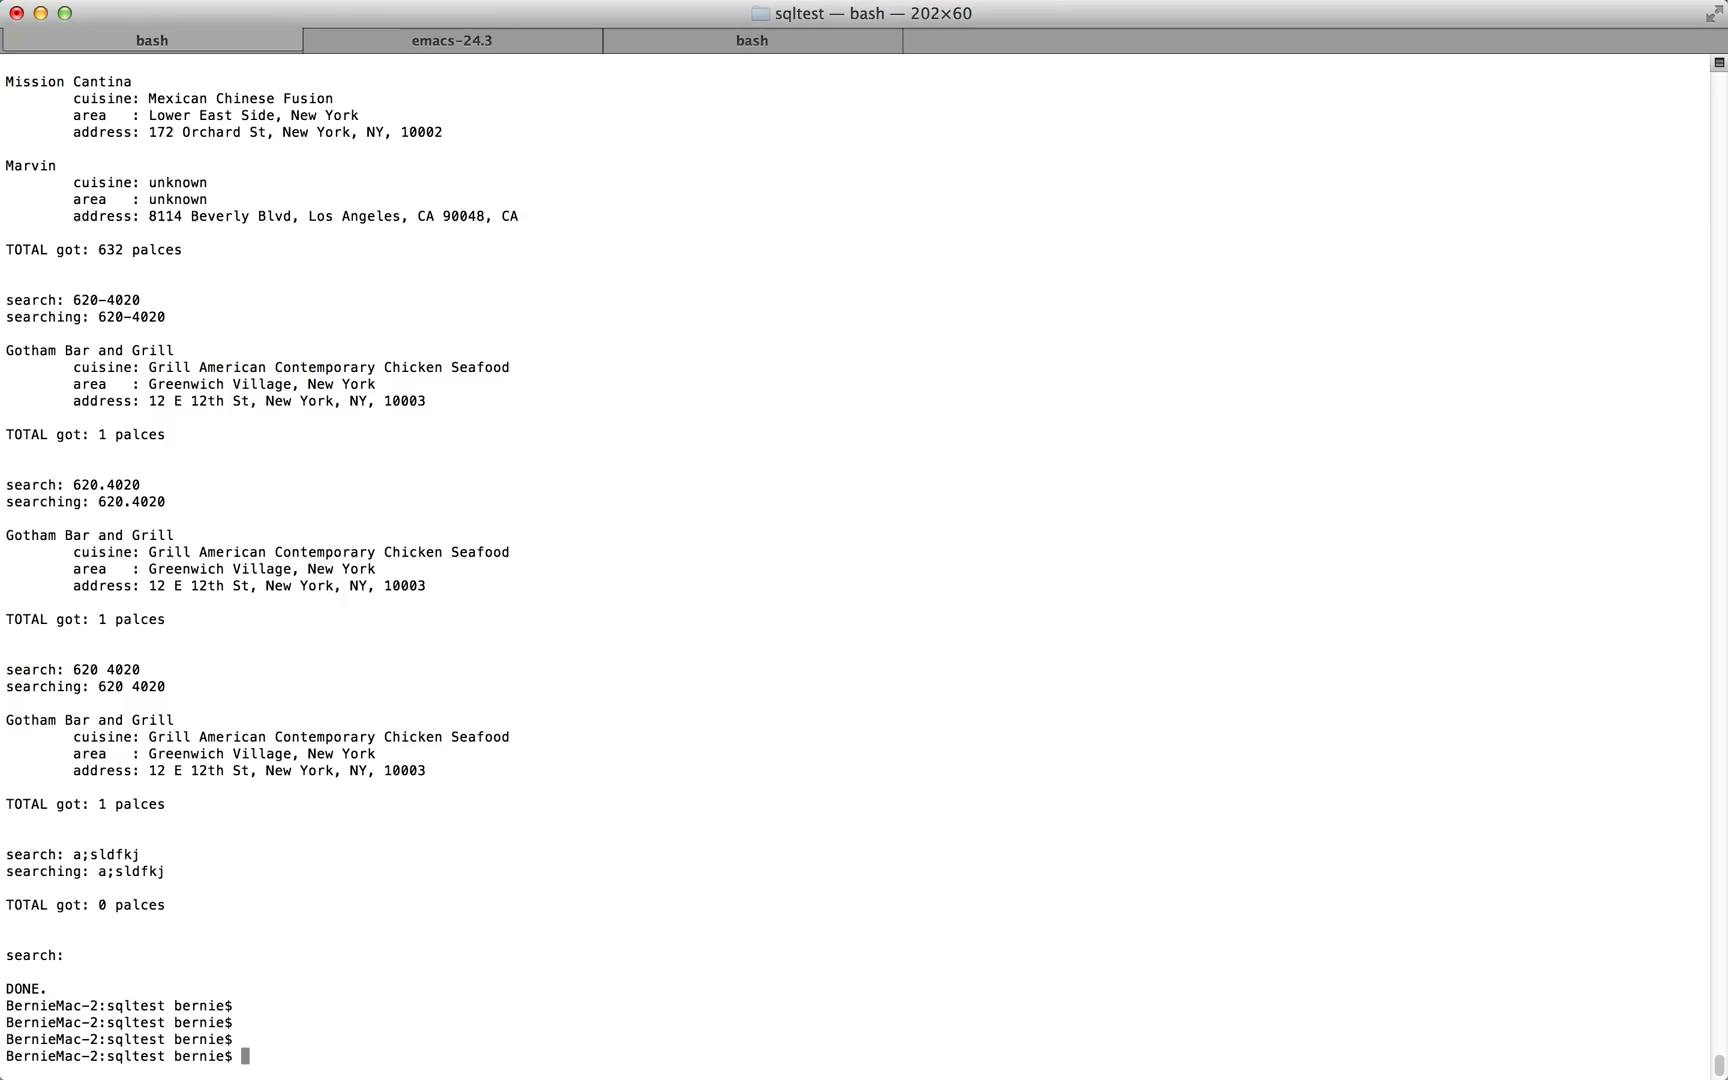 sqltest — bash — 202×60
bash emacs-24.3 bash
Mission Cantina
cuisine: Mexican Chinese Fusion
area   : Lower East Side, New York
address: 172 Orchard St, New York, NY, 10002
Marvin
cuisine: unknown
area   : unknown
address: 8114 Beverly Blvd, Los Angeles, CA 90048, CA
TOTAL got: 632 palces
search: 620-4020
searching: 620-4020
Gotham Bar and Grill
cuisine: Grill American Contemporary Chicken Seafood
area   : Greenwich Village, New York
address: 12 E 12th St, New York, NY, 10003
TOTAL got: 1 palces
search: 620.4020
searching: 620.4020
Gotham Bar and Grill
cuisine: Grill American Contemporary Chicken Seafood
area   : Greenwich Village, New York
address: 12 E 12th St, New York, NY, 10003
TOTAL got: 1 palces
search: 620 4020
searching: 620 4020
Gotham Bar and Grill
cuisine: Grill American Contemporary Chicken Seafood
area   : Greenwich Village, New York
address: 12 E 12th St, New York, NY, 10003
TOTAL got: 1 palces
search: a;sldfkj
searching: a;sldfkj
TOTAL got: 0 palces
search:
DONE.
BernieMac-2:sqltest bernie$
BernieMac-2:sqltest bernie$
BernieMac-2:sqltest bernie$
BernieMac-2:sqltest bernie$